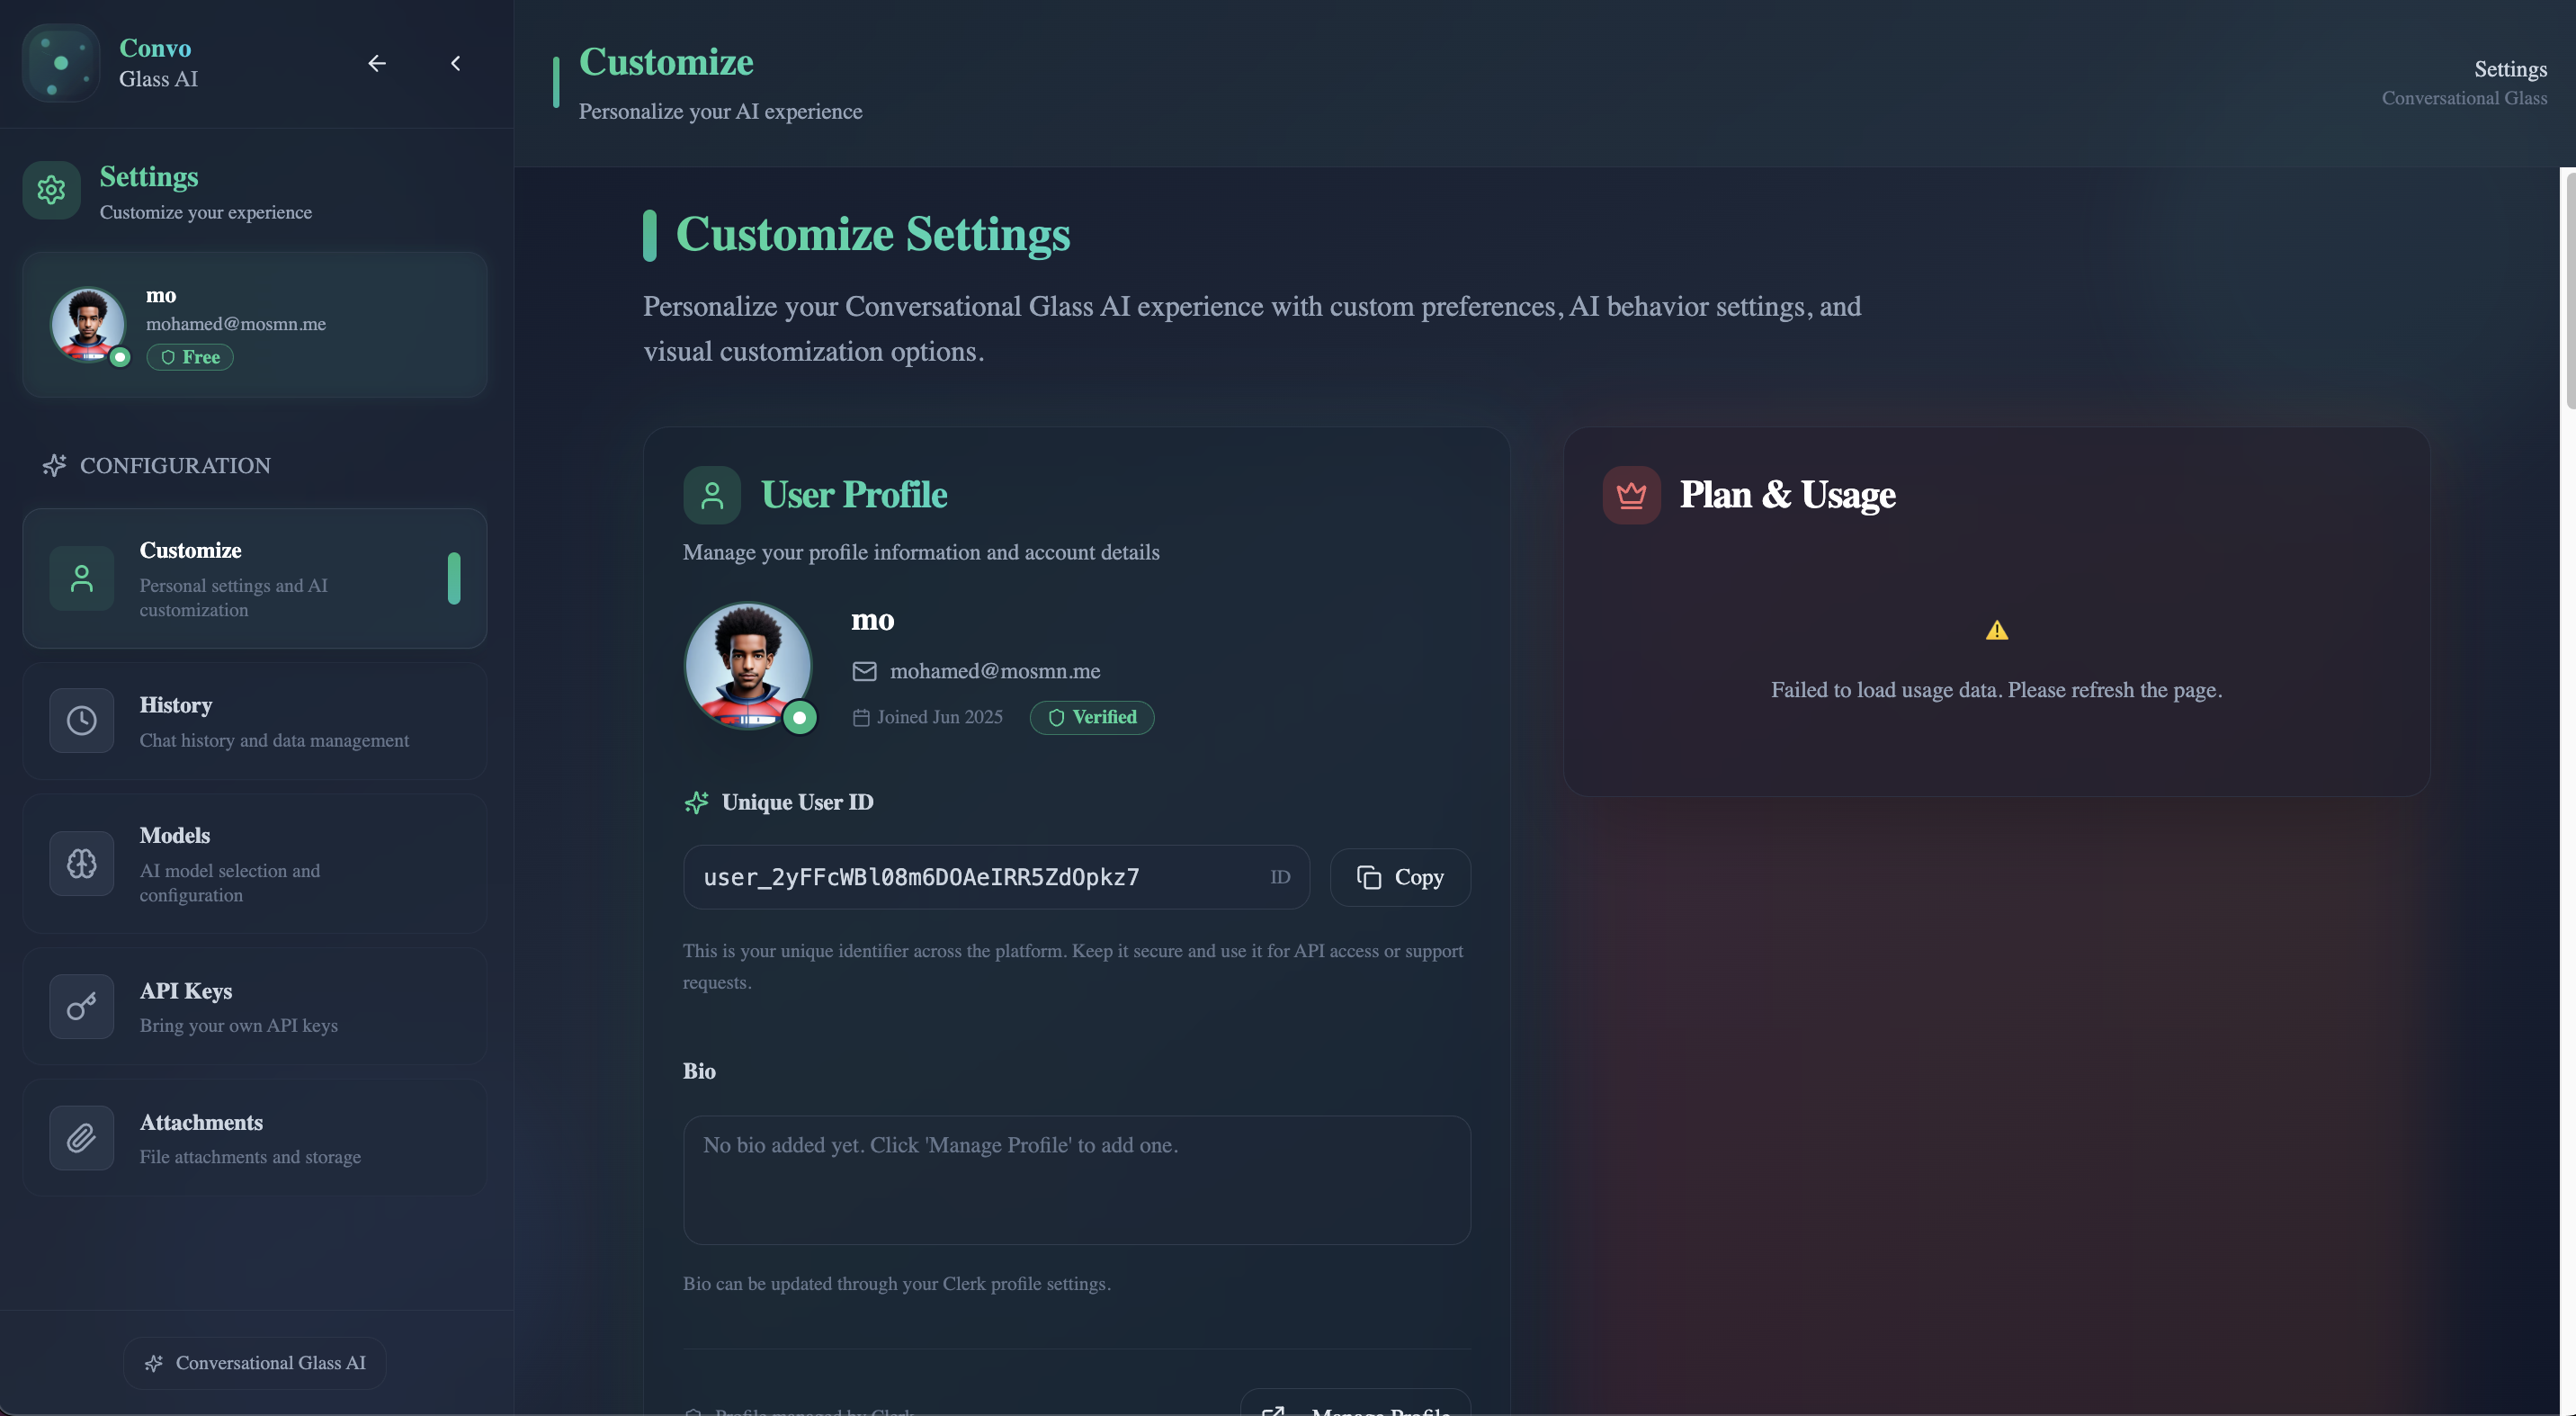 Convo
Glass AI
Settings
Customize your experience
mo
mohamed@mosmn.me
Free
CONFIGURATION
Customize
Personal settings and AI
customization
History
Chat history and data management
Models
AI model selection and
configuration
API Keys
Bring your own API keys
Attachments
File attachments and storage
Conversational Glass AI
Customize
Personalize your AI experience
Settings
Conversational Glass
Customize Settings
Personalize your Conversational Glass AI experience with custom preferences, AI behavior settings, and
visual customization options.
User Profile
Manage your profile information and account details
mo
mohamed@mosmn.me
Joined Jun 2025
Verified
Unique User ID
user_2yFFcWBl08m6DOAeIRR5ZdOpkz7
ID
Copy
This is your unique identifier across the platform. Keep it secure and use it for API access or support
requests.
Bio
No bio added yet. Click 'Manage Profile' to add one.
Bio can be updated through your Clerk profile settings.
Profile managed by Clerk
Manage Profile
Plan & Usage
Failed to load usage data. Please refresh the page.